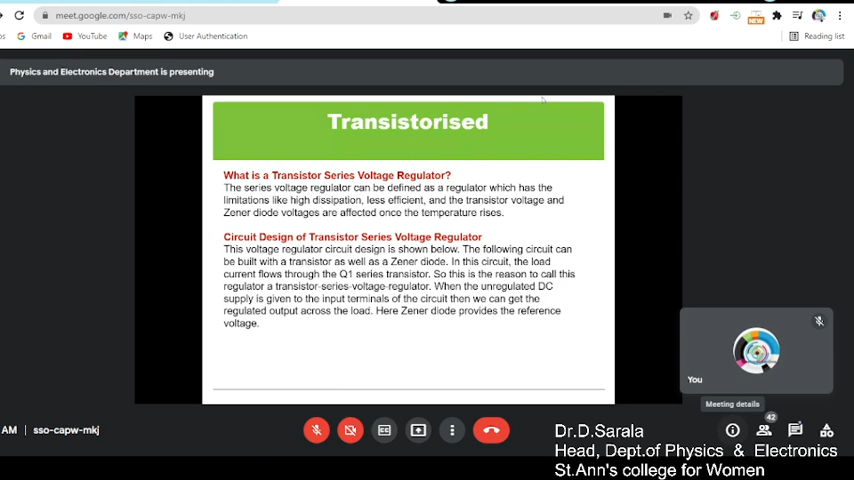 meet.google.com/sso-capw-mkj
NEW
Gmail
YouTube
Maps
User Authentication
Reading list
Physics and Electronics Department is presenting
Transistorised
What is a Transistor Series Voltage Regulator?
The series voltage regulator can be defined as a regulator which has the
limitations like high dissipation, less efficient, and the transistor voltage and
Zener diode voltages are affected once the temperature rises.
Circuit Design of Transistor Series Voltage Regulator
This voltage regulator circuit design is shown below. The following circuit can
be built with a transistor as well as a Zener diode. In this circuit, the load
current flows through the Q1 series transistor. So this is the reason to call this
regulator a transistor-series-voltage-regulator. When the unregulated DC
supply is given to the input terminals of the circuit then we can get the
regulated output across the load. Here Zener diode provides the reference
voltage.
You
Meeting details
42
AM sso-capw-mkj
CC
Dr.D.Sarala
Head, Dept.of Physics & Electronics
St.Ann's college for Women